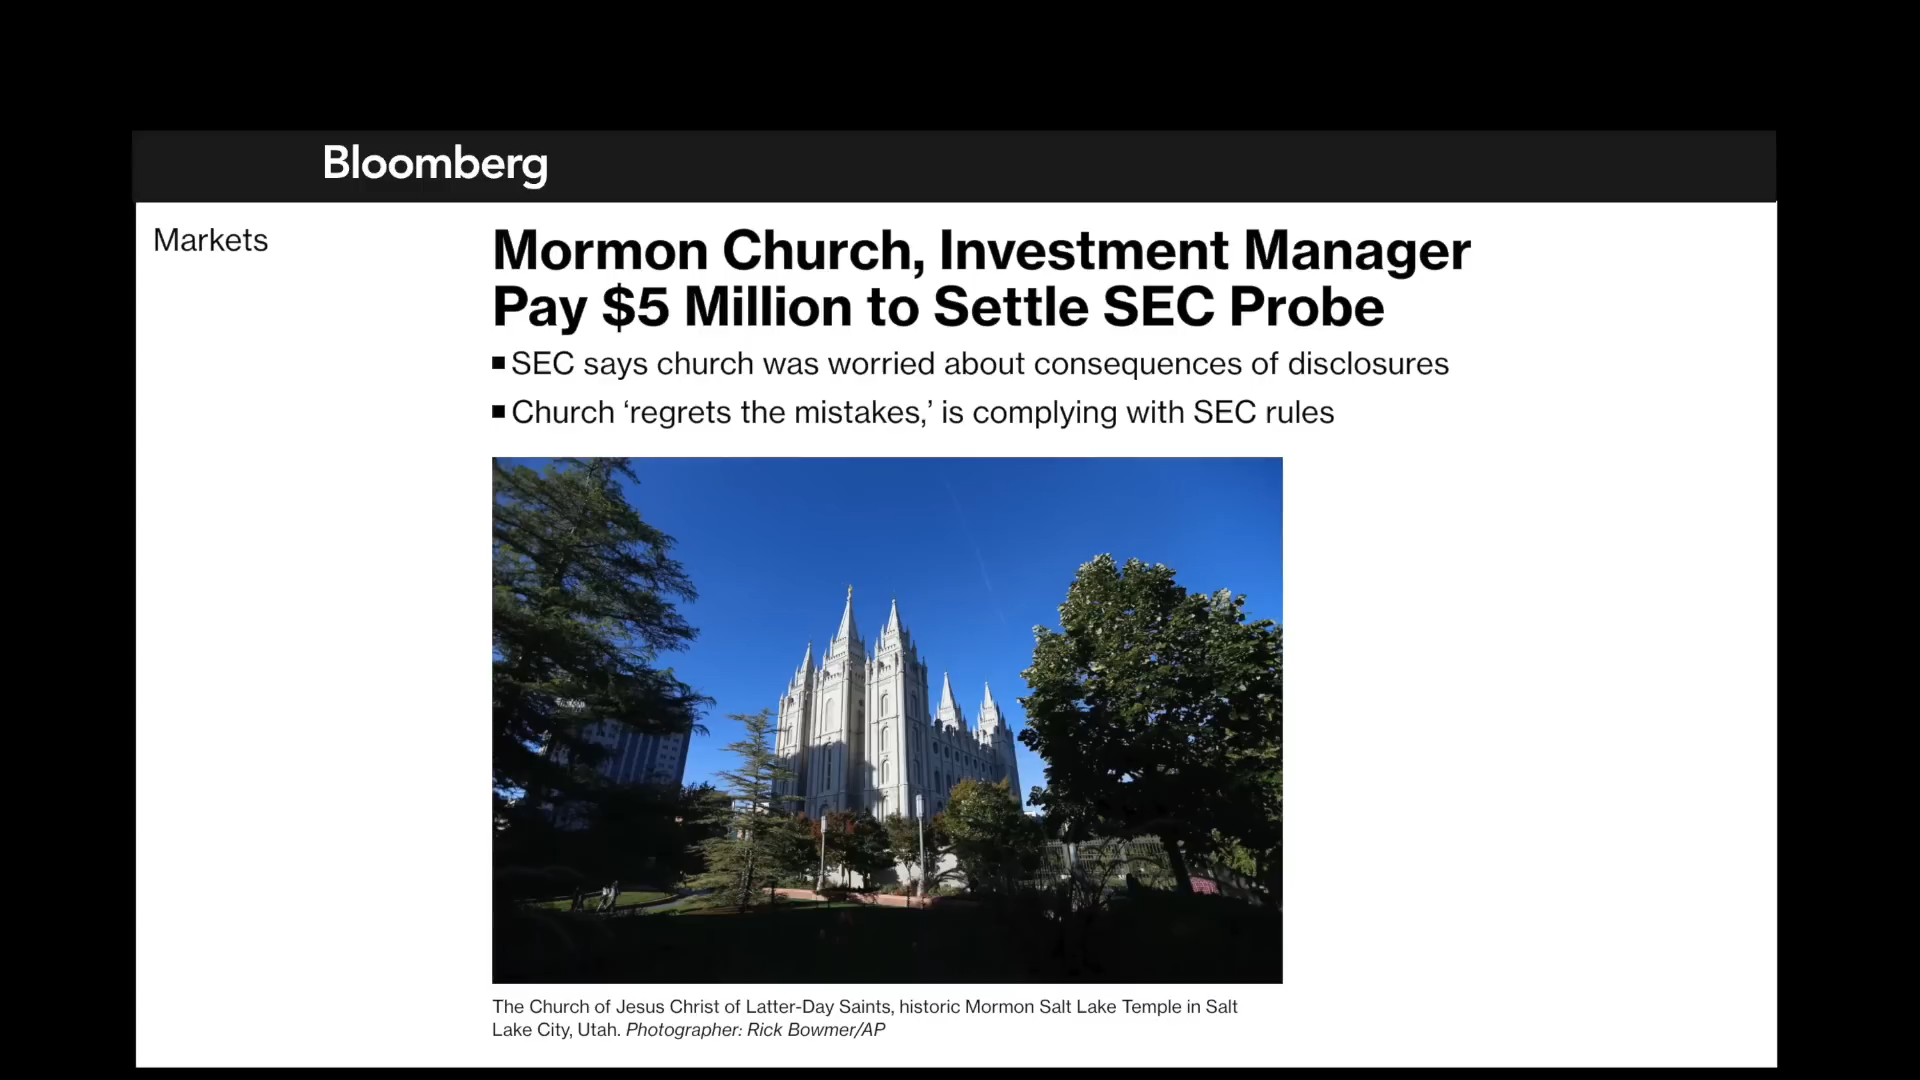 Bloomberg
Markets
Mormon Church, Investment Manager
Pay $5 Million to Settle SEC Probe
■ SEC says church was worried about consequences of disclosures
■ Church ‘regrets the mistakes,’ is complying with SEC rules
The Church of Jesus Christ of Latter-Day Saints, historic Mormon Salt Lake Temple in Salt
Lake City, Utah. Photographer: Rick Bowmer/AP